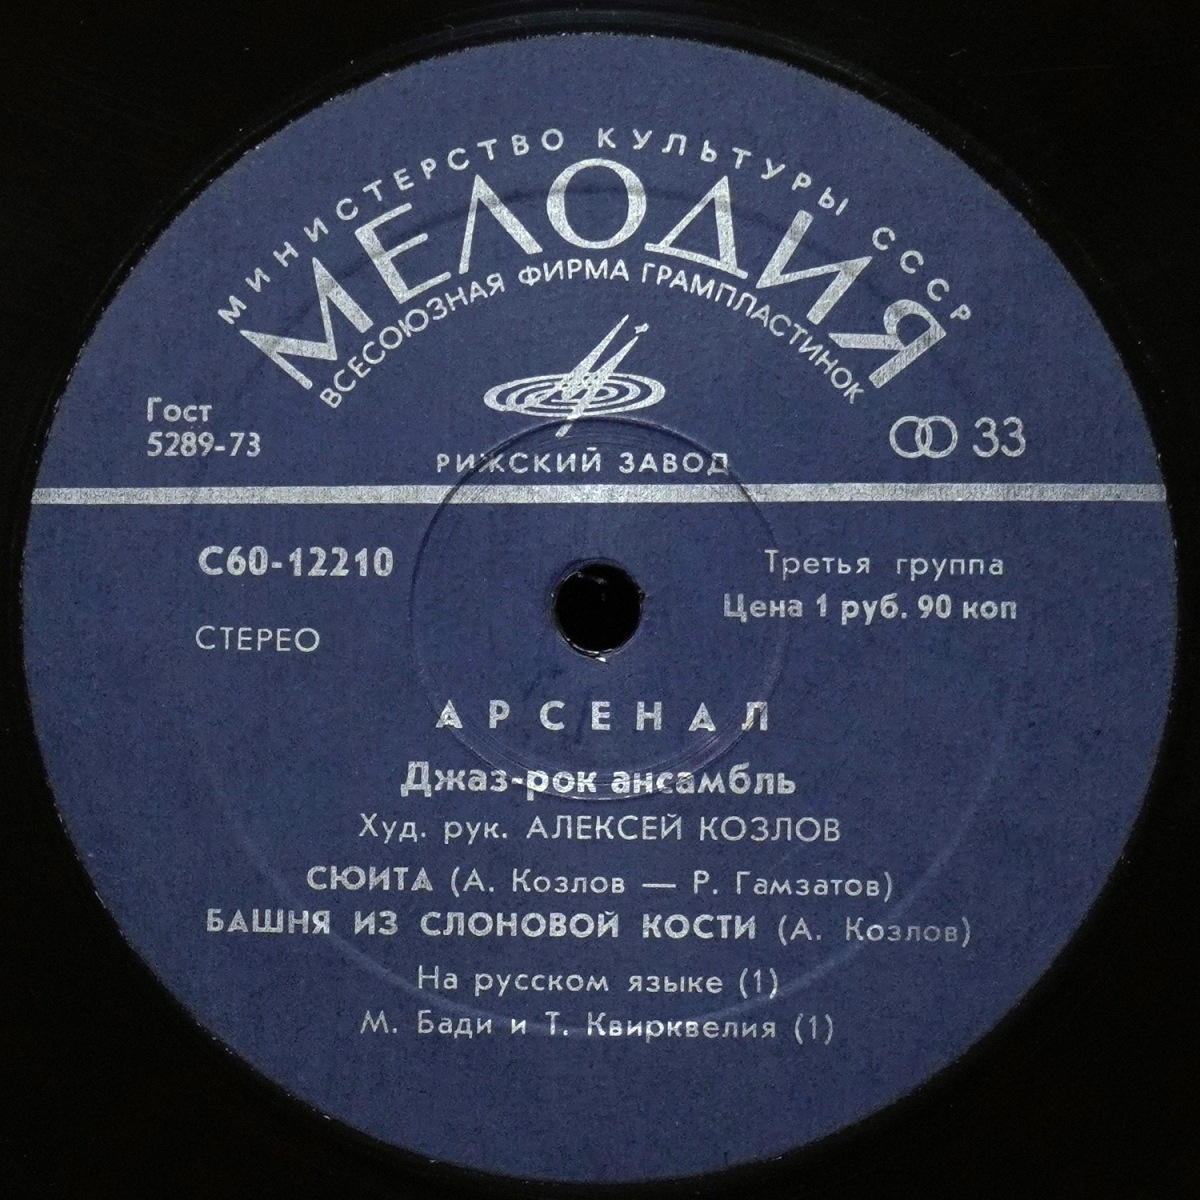 МИНИСТЕРСТВО КУЛЬТУРЫ СССР
МЕЛОДИЯ
ВСЕСОЮЗНАЯ ФИРМА ГРАМПЛАСТИНОК
Гост
5289-73
33
РИЖСКИЙ ЗАВОД
С60-12210
Третья группа
Цена 1 руб. 90 коп
СТЕРЕО
АРСЕНАЛ
Джаз-рок ансамбль
Худ. рук. АЛЕКСЕЙ КОЗЛОВ
СЮИТА (А. Козлов — Р. Гамзатов)
БАШНЯ ИЗ СЛОНОВОЙ КОСТИ (А. Козлов)
На русском языке (1)
М. Бади и Т. Квирквелия (1)